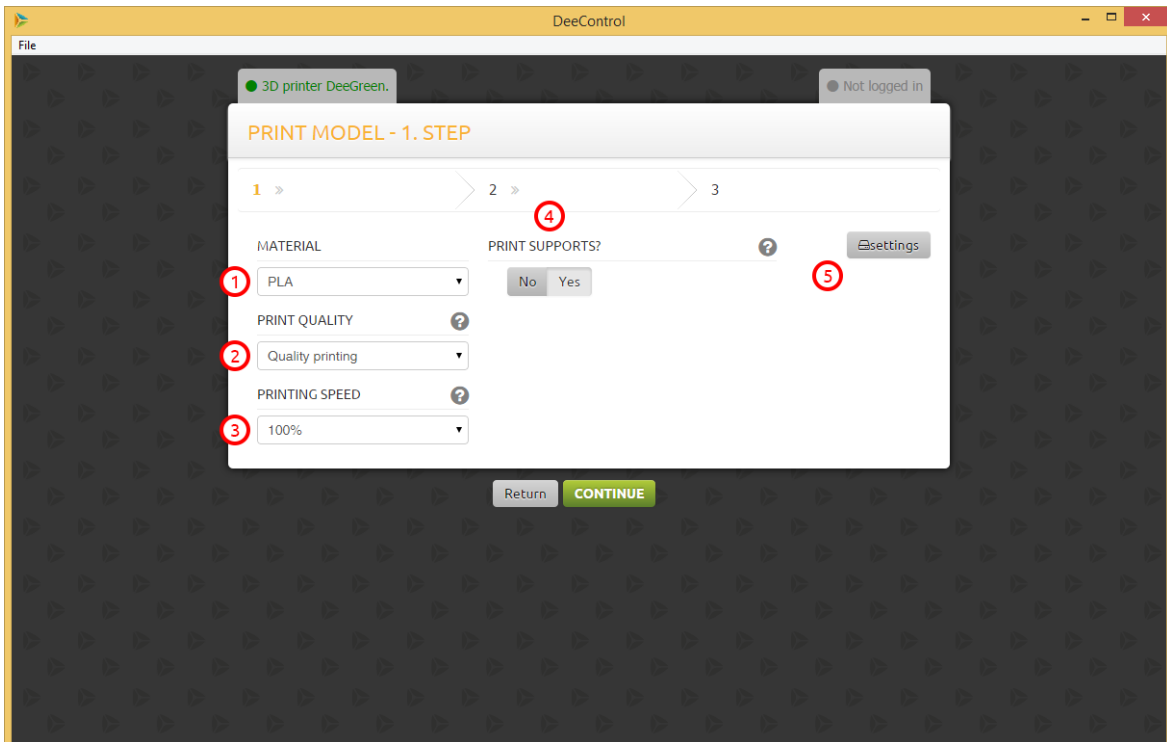 DeeControl
File
3D printer DeeGreen.
Not logged in
PRINT MODEL - 1. STEP
1 »
2 »
3
4
MATERIAL
PRINT SUPPORTS?
?
settings
1
PLA
No
Yes
5
PRINT QUALITY
?
2
Quality printing
PRINTING SPEED
?
3
100%
Return
CONTINUE